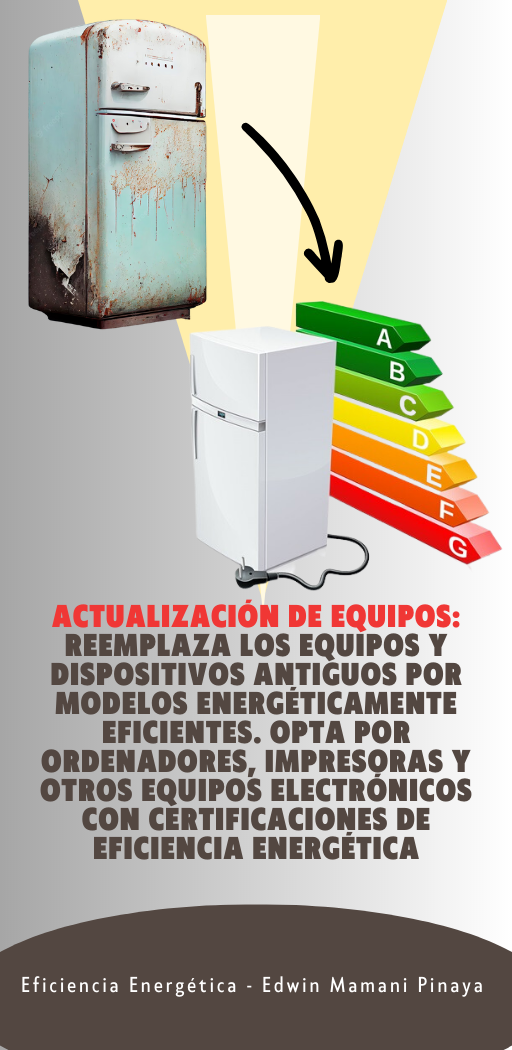 A
B
C
D
E
F
G
ACTUALIZACIÓN DE EQUIPOS:
REEMPLAZA LOS EQUIPOS Y
DISPOSITIVOS ANTIGUOS POR
MODELOS ENERGÉTICAMENTE
EFICIENTES. OPTA POR
ORDENADORES, IMPRESORAS Y
OTROS EQUIPOS ELECTRÓNICOS
CON CERTIFICACIONES DE
EFICIENCIA ENERGÉTICA
Eficiencia Energética - Edwin Mamani Pinaya